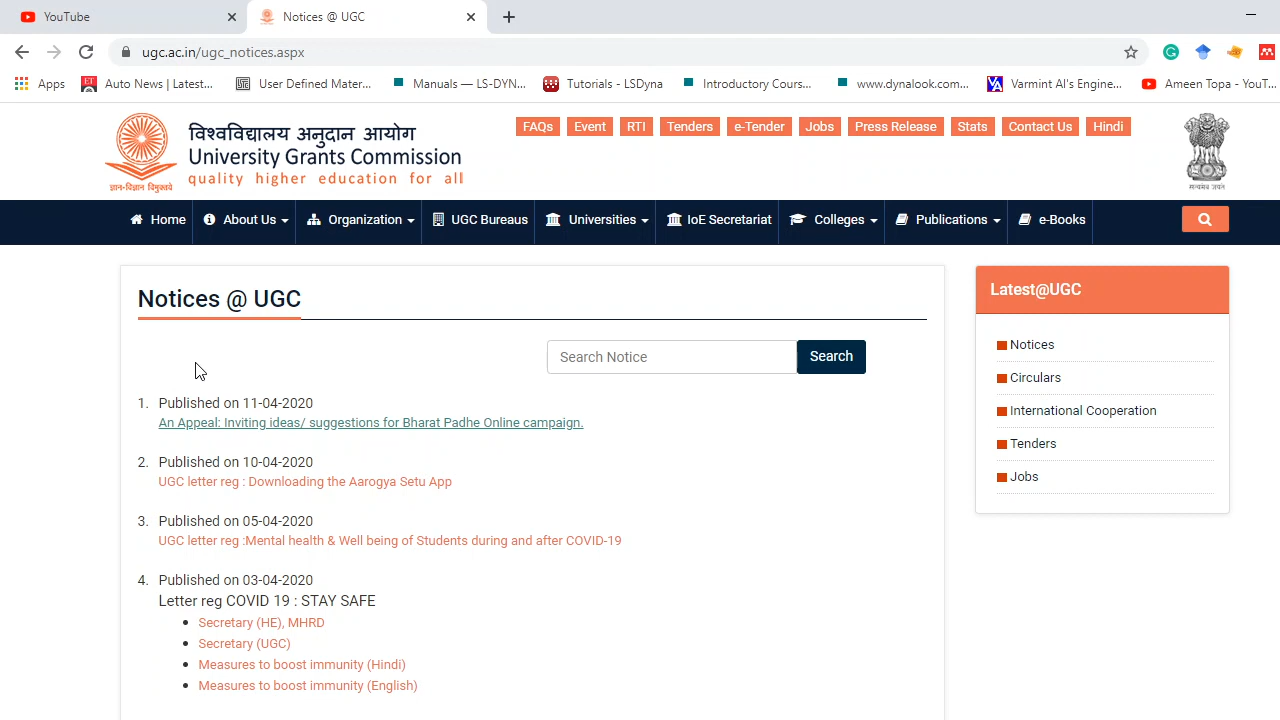 YouTube
Notices @ UGC
ugc.ac.in/ugc_notices.aspx
Apps
Auto News | Latest...
User Defined Mater...
Manua — LS-DYN...
Tutorials - LSDyna
Introductory Cours...
www.dynalook.com...
Varmint Al's Engine...
Ameen Topa - YouT...
विश्वविद्यालय अनुदान आयोग
University Grants Commission
quality higher education for all
ज्ञान-विज्ञान विमुक्तये
FAQs
Event
RTI
Tenders
e-Tender
Jobs
Press Release
Stats
Contact Us
Hindi
सत्यमेव जयते
Home
About Us
Organization
UGC Bureaus
Universities
IoE Secretariat
Colleges
Publications
e-Books
Notices @ UGC
Search Notice
Search
1. Published on 11-04-2020
An Appeal: Inviting ideas/ suggestions for Bharat Padhe Online campaign.
2. Published on 10-04-2020
UGC letter reg : Downloading the Aarogya Setu App
3. Published on 05-04-2020
UGC letter reg :Mental health & Well being of Students during and after COVID-19
4. Published on 03-04-2020
Letter reg COVID 19 : STAY SAFE
Secretary (HE), MHRD
Secretary (UGC)
Measures to boost immunity (Hindi)
Measures to boost immunity (English)
Latest@UGC
Notices
Circulars
International Cooperation
Tenders
Jobs